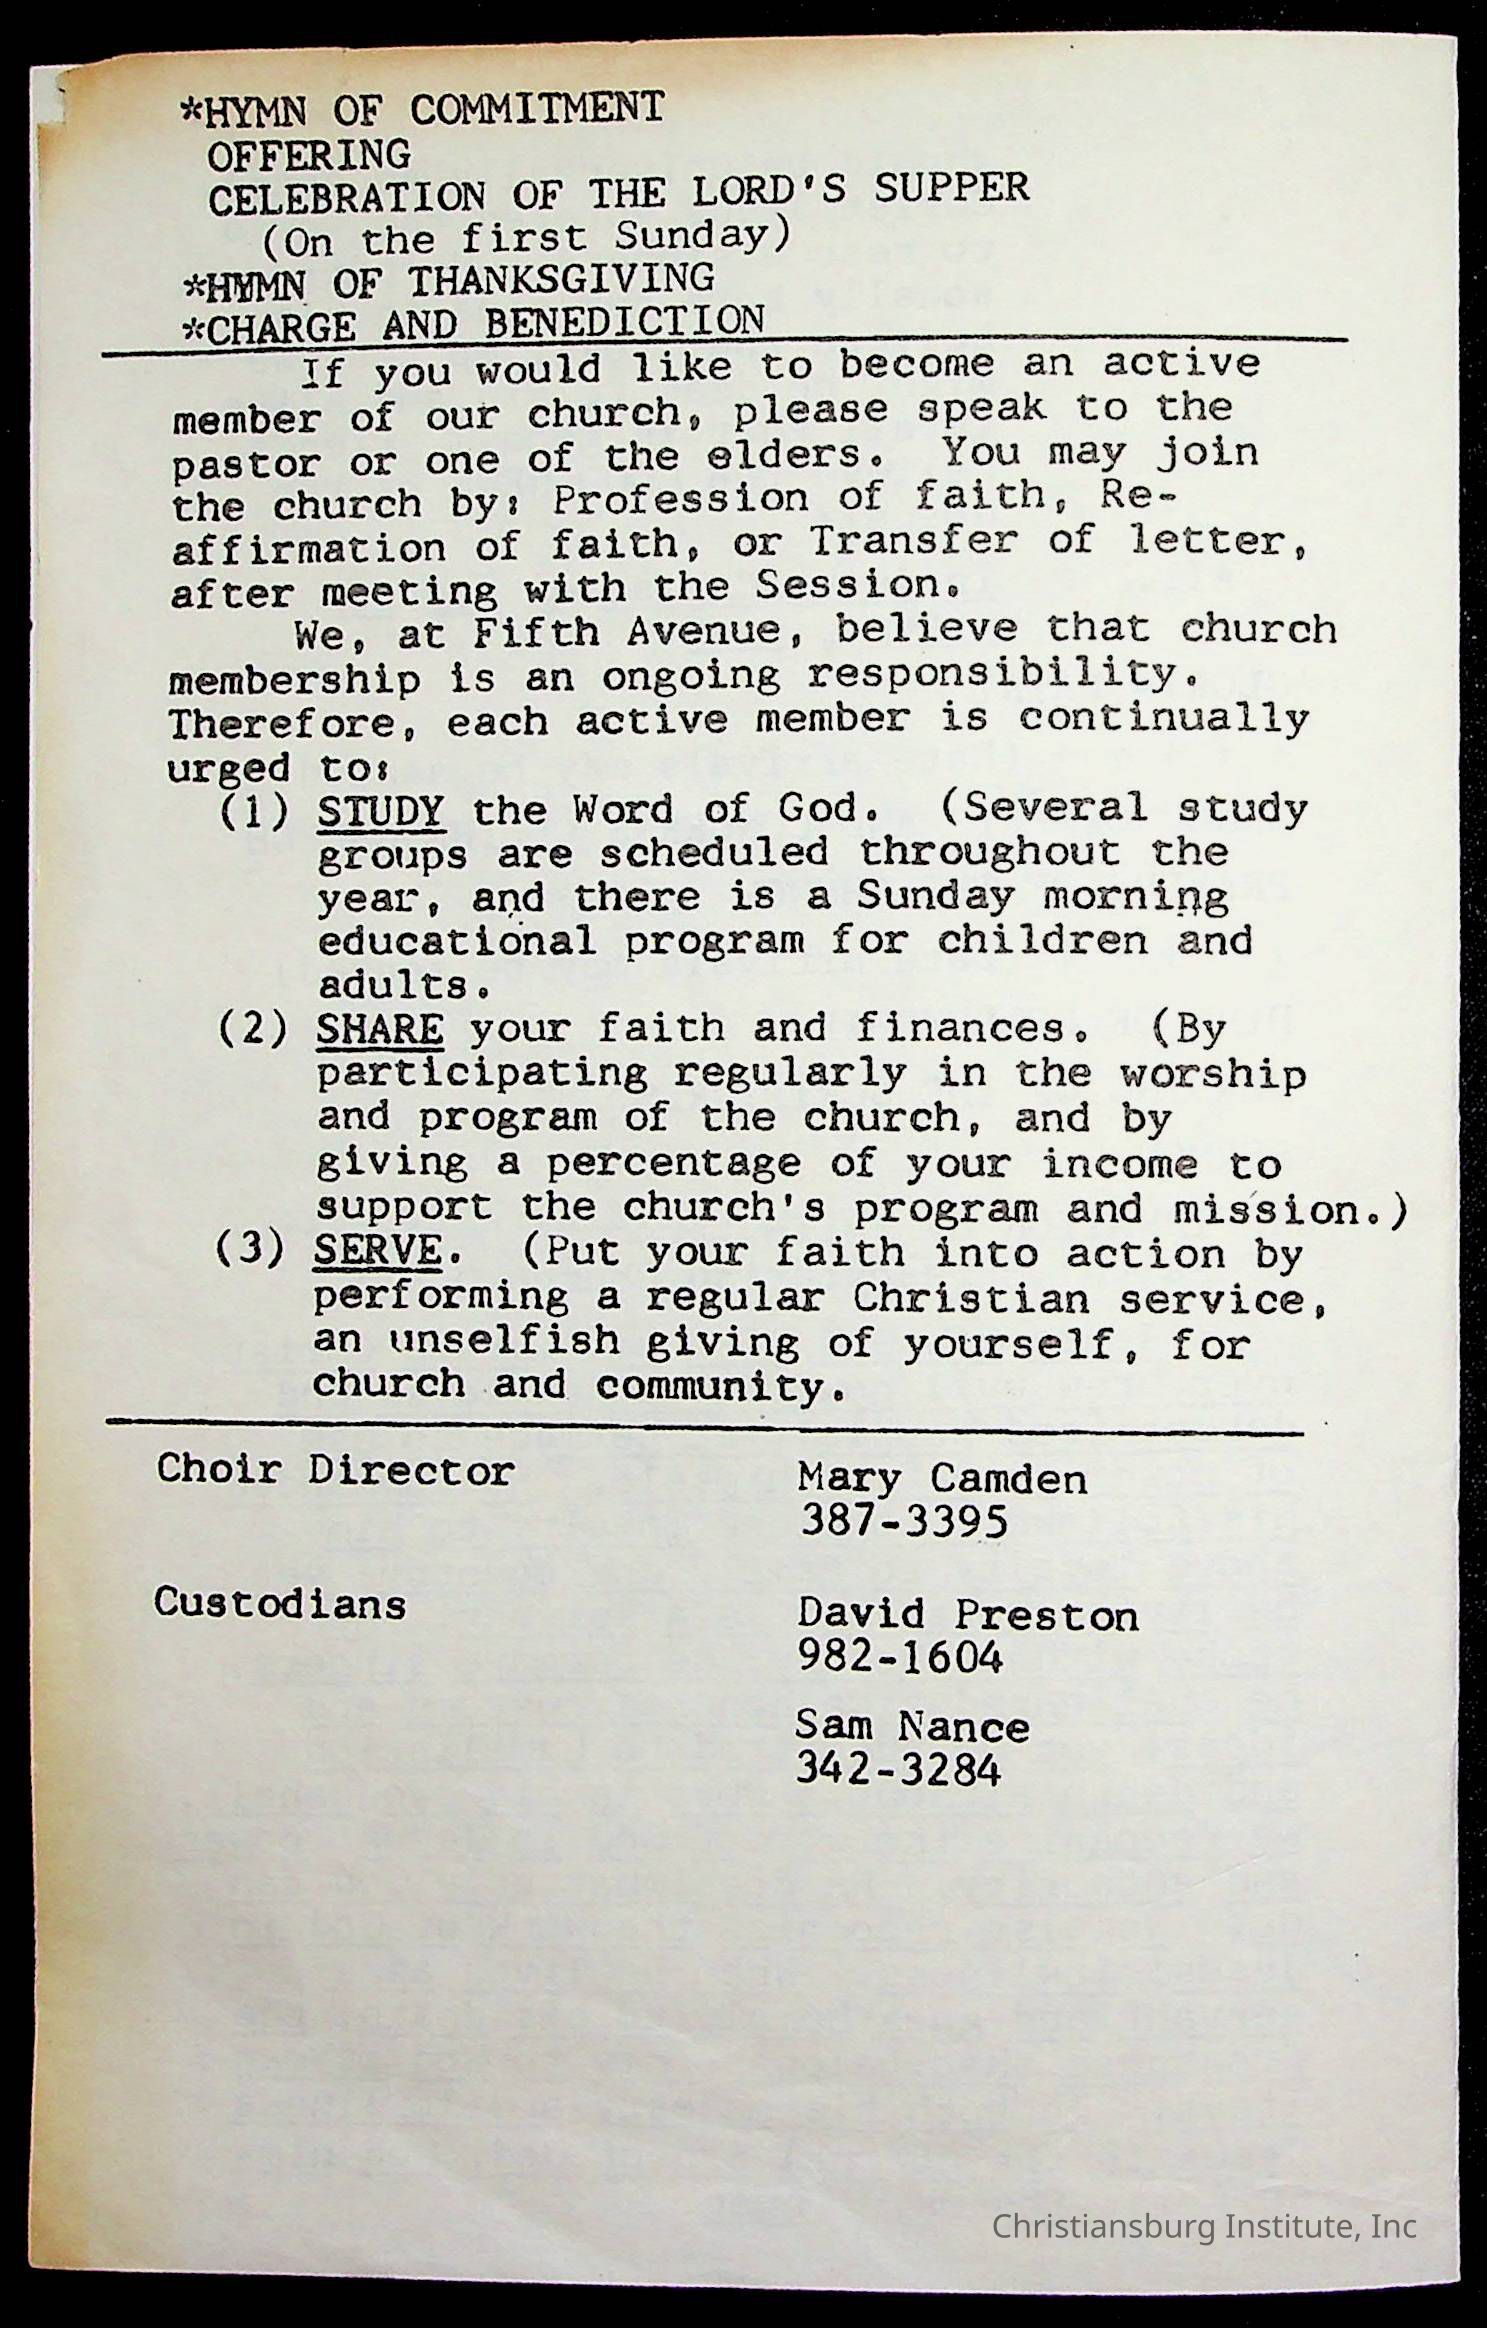 *HYMN OF COMMITMENT
OFFERING
CELEBRATION OF THE LORD'S SUPPER
(On the first Sunday)
*HYMN OF THANKSGIVING
*CHARGE AND BENEDICTION
If you would like to become an active
member of our church, please speak to the
pastor or one of the elders. You may join
the church by: Profession of faith, Re-
affirmation of faith, or Transfer of letter,
after meeting with the Session.
We, at Fifth Avenue, believe that church
membership is an ongoing responsibility.
Therefore, each active member is continually
urged to:
(1) STUDY the Word of God. (Several study
groups are scheduled throughout the
year, and there is a Sunday morning
educational program for children and
adults.
(2) SHARE your faith and finances. (By
participating regularly in the worship
and program of the church, and by
giving a percentage of your income to
support the church's program and mission.)
(3) SERVE. (Put your faith into action by
performing a regular Christian service,
an unselfish giving of yourself, for
church and community.
Choir Director
Mary Camden
387-3395
Custodians
David Preston
982-1604
Sam Nance
342-3284
Christiansburg Institute, Inc